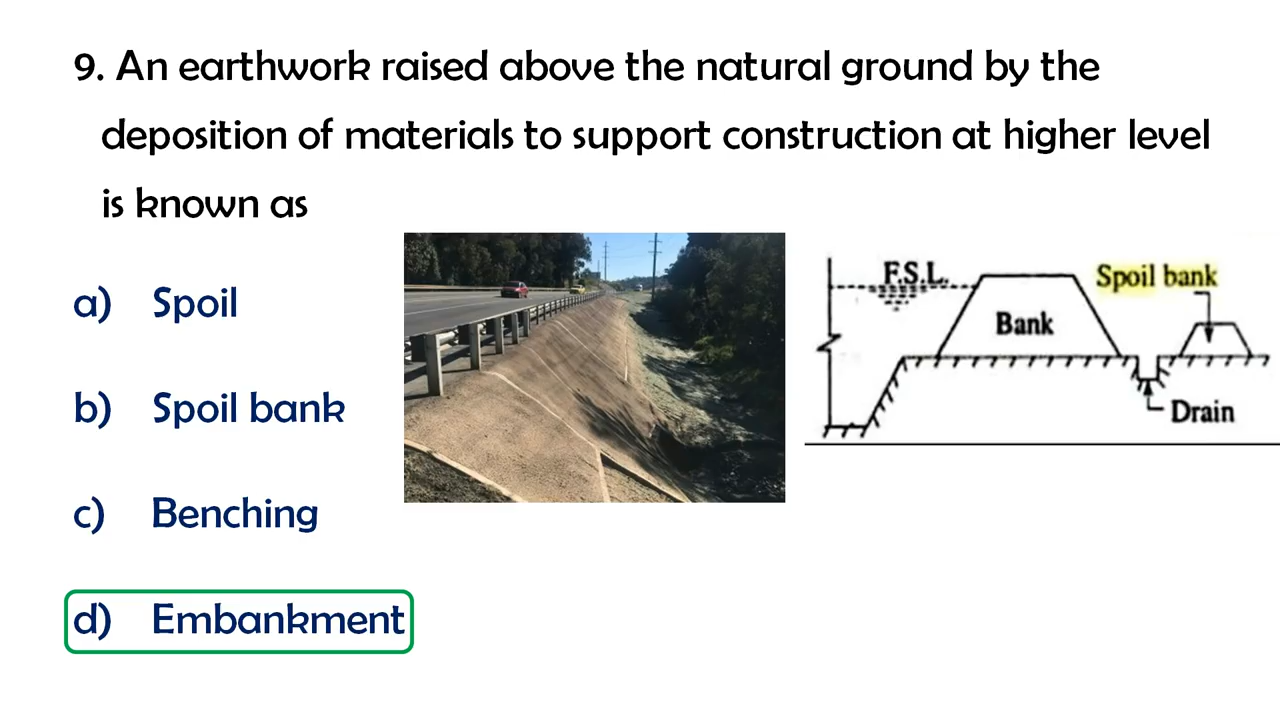 9. An earthwork raised above the natural ground by the
deposition of materials to support construction at higher level
is known as
a) Spoil
b) Spoil bank
c) Benching
d) Embankment
F.S.L.
Spoil bank
Bank
Drain